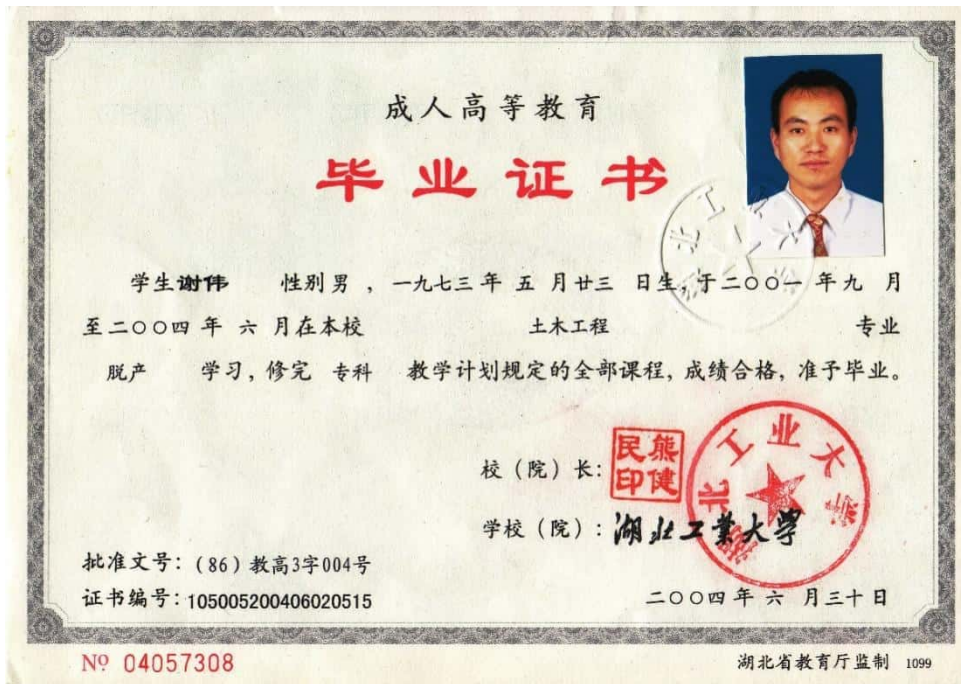 成人高等教育
毕业证书
学生谢伟 性别男，一九七三年 五 月廿三 日生，于二〇〇一年九 月
至二〇〇四年 六 月在本校 土木工程 专业
脱产 学习，修完 专科 教学计划规定的全部课程，成绩合格，准予毕业。
校（院）长：
熊健民印
学校（院）：湖北工业大学
湖北工业大学
批准文号：（86）教高3字004号
证书编号：105005200406020515
二〇〇四年 六 月三十日
№ 04057308
湖北省教育厅监制 1099